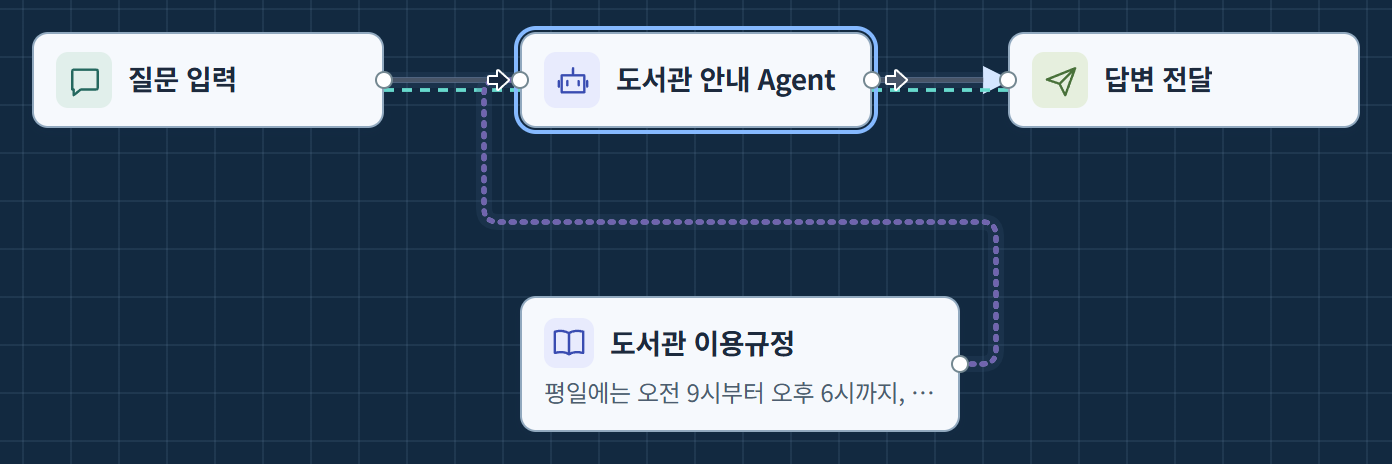 질문 입력
도서관 안내 Agent
답변 전달
도서관 이용규정
평일에는 오전 9시부터 오후 6시까지, ⋯